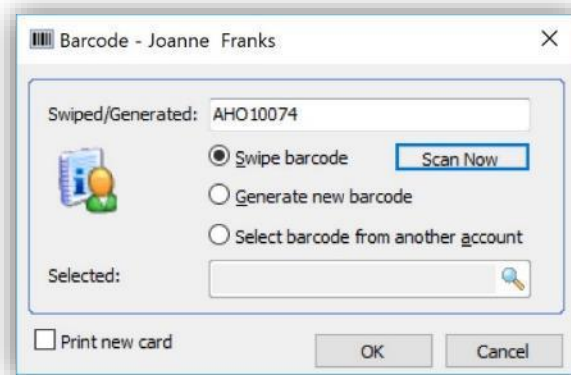 Barcode - Joanne Franks
Swiped/Generated: AHO10074
Swipe barcode Scan Now
Generate new barcode
Select barcode from another account
Selected:
Print new card OK Cancel